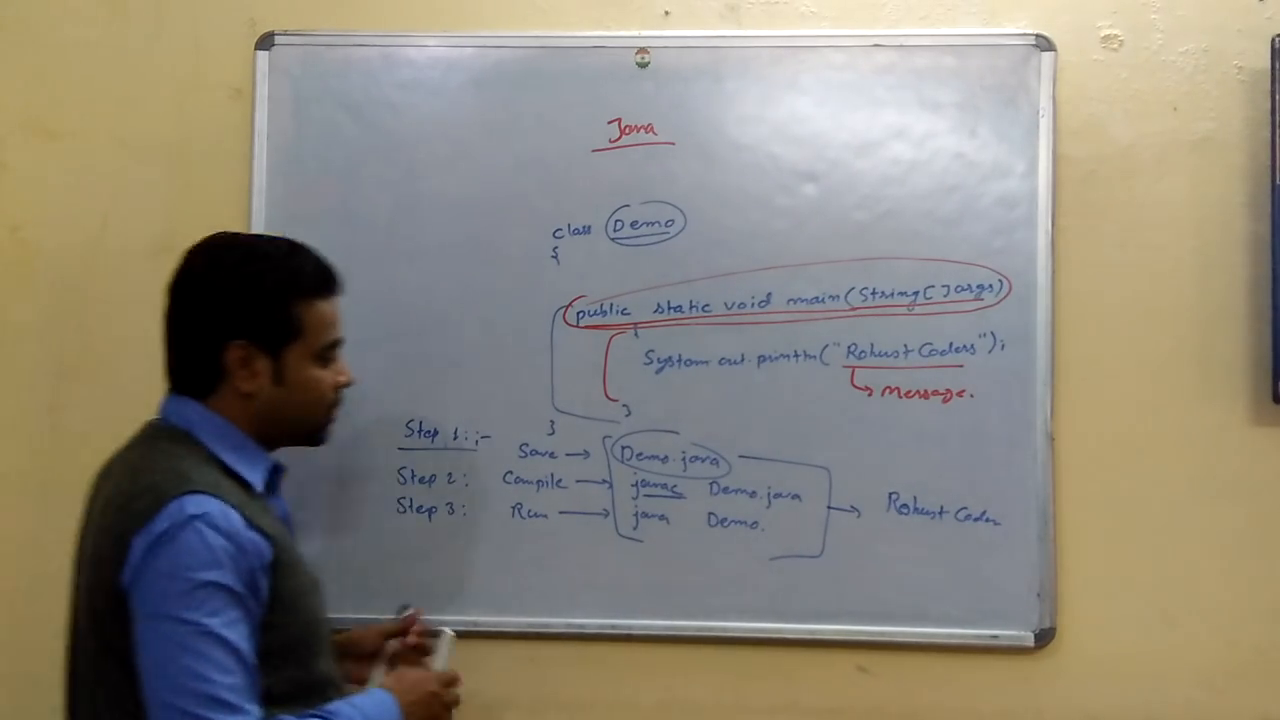 Java
class Demo
{
public static void main(String[] args)
{
System.out.println("Robust Coders");
Message.
}
}
Step 1:;-
Save → Demo.java
Step 2: Compile → javac Demo.java
Step 3: Run → java Demo.
→ Robust Coder